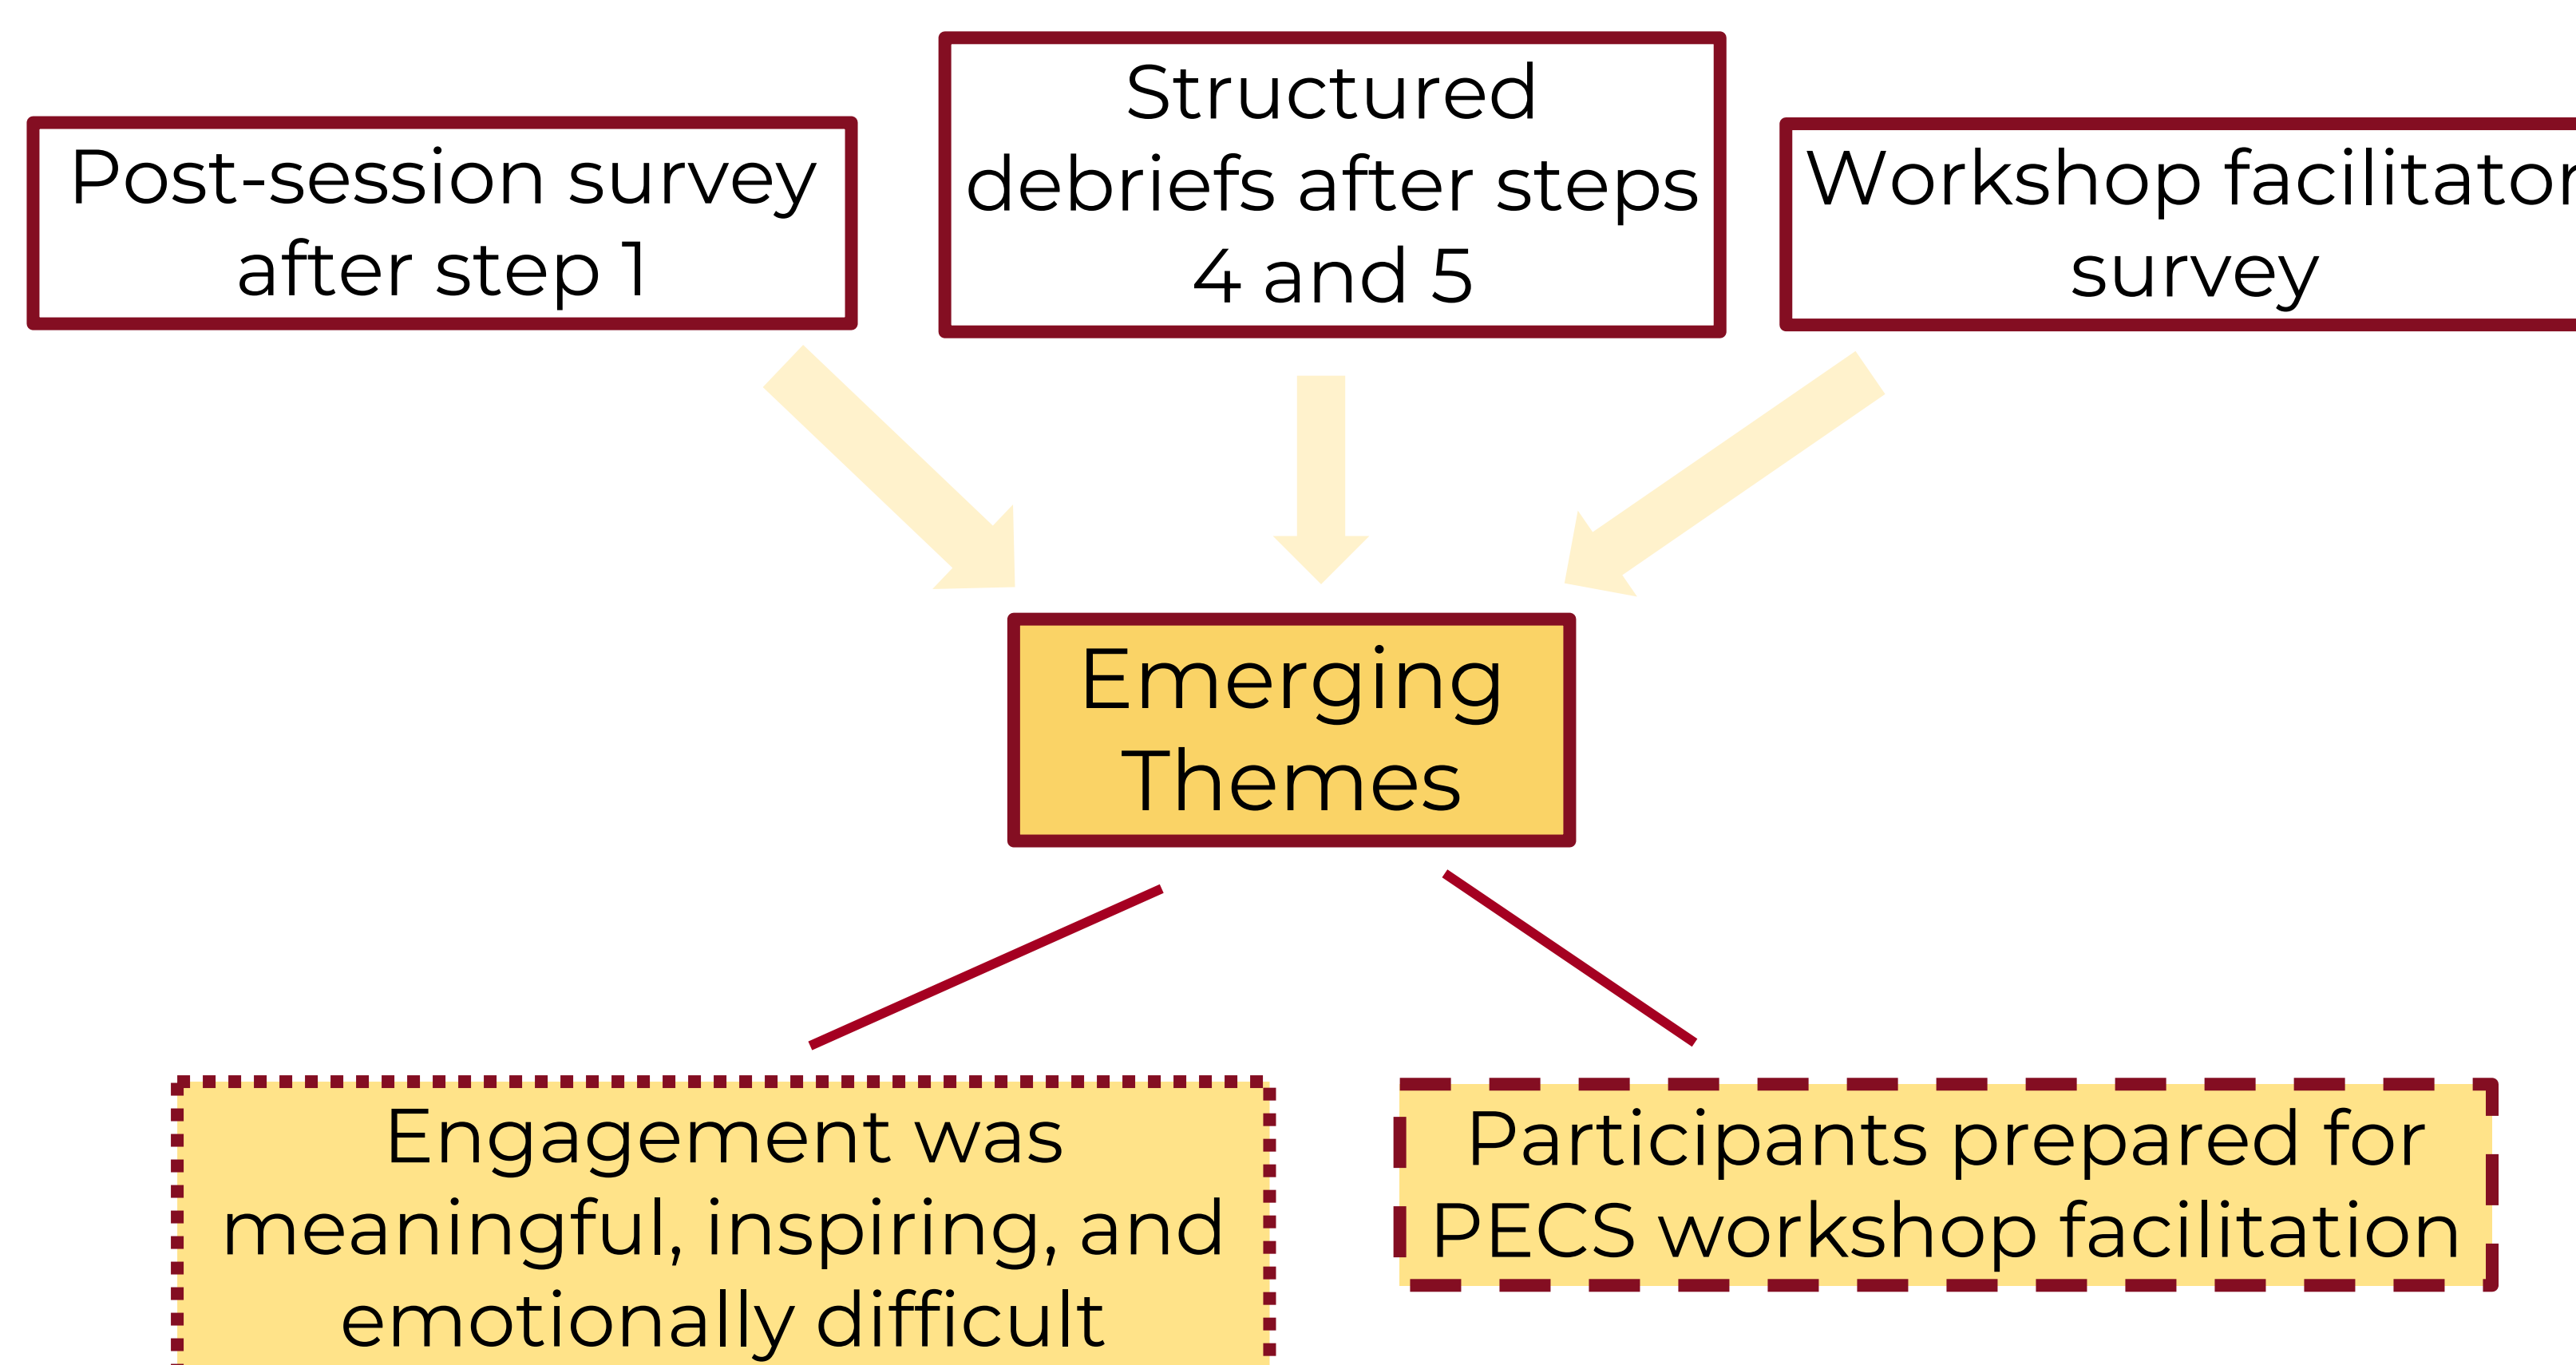 Post-session survey
after step 1
Structured
debriefs after steps
4 and 5
Workshop facilitator
survey
Emerging
Themes
Engagement was
meaningful, inspiring, and
emotionally difficult
Participants prepared for
PECS workshop facilitation